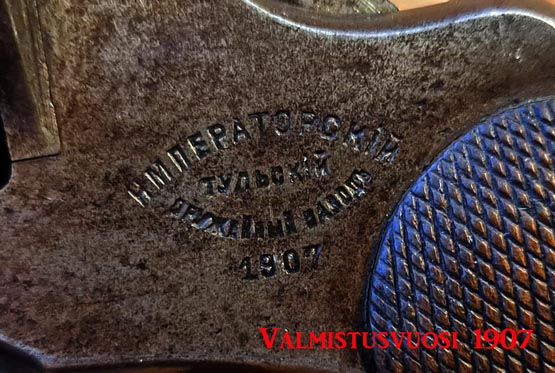 ИМПЕРАТОРСКІЙ
ТУЛЬСКІЙ
ОРУЖЕЙНЫЙ ЗАВОДЪ
1907
VALMISTUSVUOSI 1907